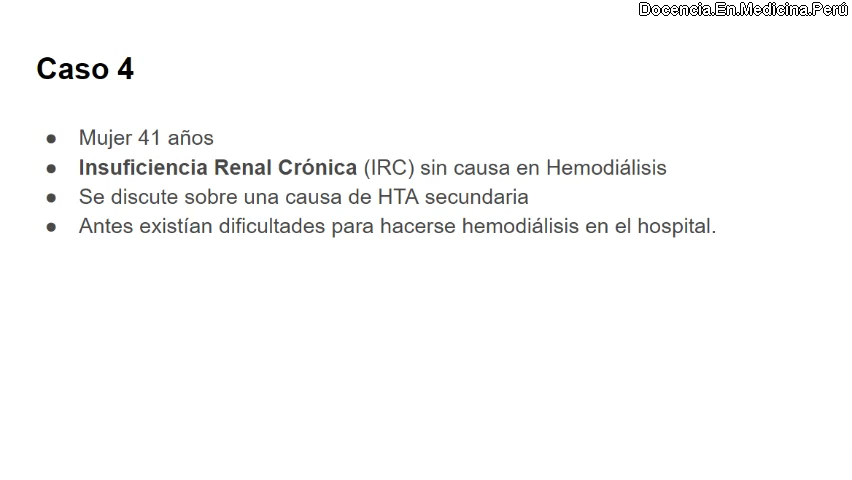 Docencia.En.Medicina.Perú
Caso 4
● Mujer 41 años
● Insuficiencia Renal Crónica (IRC) sin causa en Hemodiálisis
● Se discute sobre una causa de HTA secundaria
● Antes existían dificultades para hacerse hemodiálisis en el hospital.